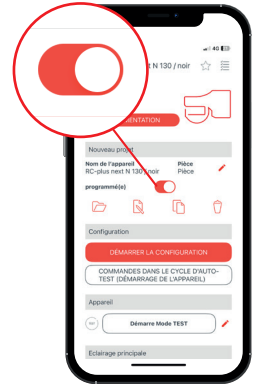 4G
t N 130 / noir
ENTATION
Nouveau projet
Nom de l'appareil Pièce
RC-plus next N 130 / noir Pièce
programmé(e)
Configuration
DÉMARRER LA CONFIGURATION
COMMANDES DANS LE CYCLE D'AUTO-
TEST (DÉMARRAGE DE L'APPAREIL)
Appareil
Démarre Mode TEST
Eclairage principale